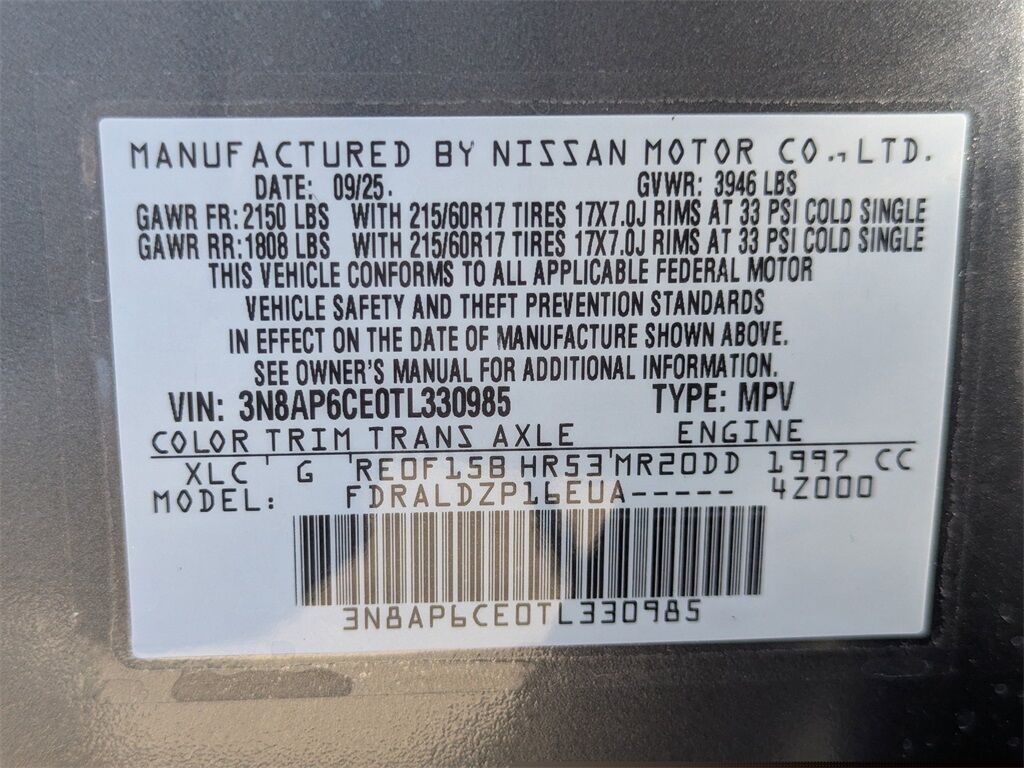 MANUFACTURED BY NISSAN MOTOR CO.,LTD.
DATE: 09/25. GVWR: 3946 LBS
GAWR FR: 2150 LBS WITH 215/60R17 TIRES 17X7.0J RIMS AT 33 PSI COLD SINGLE
GAWR RR: 1808 LBS WITH 215/60R17 TIRES 17X7.0J RIMS AT 33 PSI COLD SINGLE
THIS VEHICLE CONFORMS TO ALL APPLICABLE FEDERAL MOTOR
VEHICLE SAFETY AND THEFT PREVENTION STANDARDS
IN EFFECT ON THE DATE OF MANUFACTURE SHOWN ABOVE.
SEE OWNER'S MANUAL FOR ADDITIONAL INFORMATION.
VIN: 3N8AP6CE0TL330985 TYPE: MPV
COLOR TRIM TRANS AXLE ENGINE
XLC G RE0F15B HR53 MR20DD 1997 CC
MODEL: FDRALDZP16EUA----- 4Z000
3N8AP6CE0TL330985